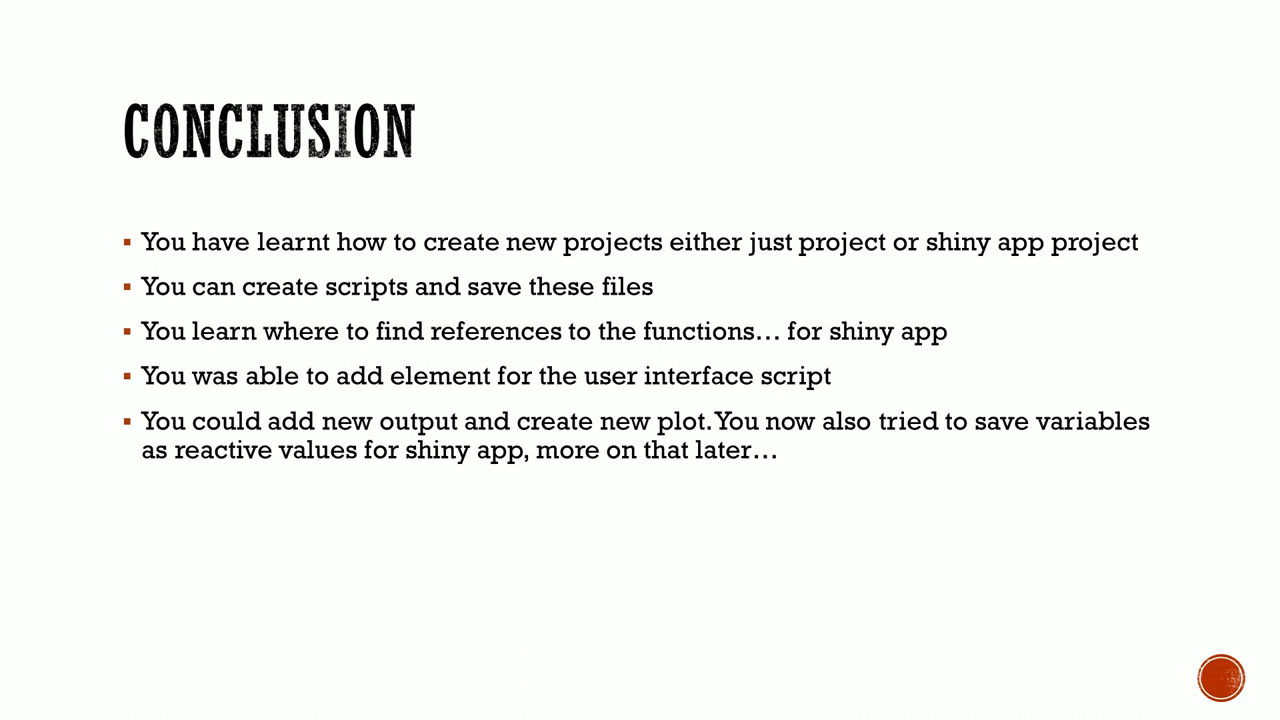 CONCLUSION
▪ You have learnt how to create new projects either just project or shiny app project
▪ You can create scripts and save these files
▪ You learn where to find references to the functions… for shiny app
▪ You was able to add element for the user interface script
▪ You could add new output and create new plot. You now also tried to save variables
as reactive values for shiny app, more on that later…